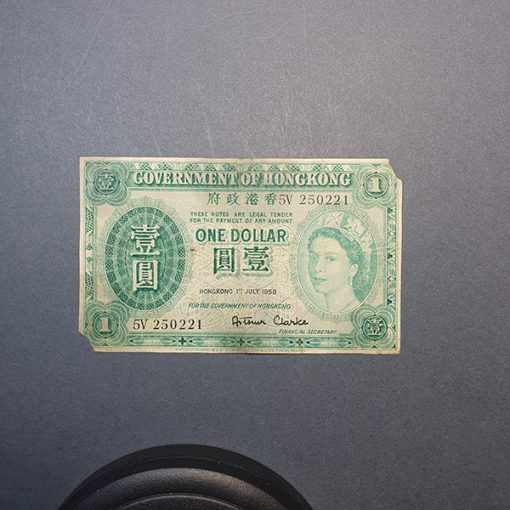 壹 GOVERNMENT OF HONGKONG 1
府政港香 5V 250221
THESE NOTES ARE LEGAL TENDER
FOR THE PAYMENT OF ANY AMOUNT
ONE DOLLAR
壹
圓
圓壹
HONGKONG 1ST JULY, 1958
FOR THE GOVERNMENT OF HONGKONG.
1 5V 250221 Arthur Clarke 壹
FINANCIAL SECRETARY